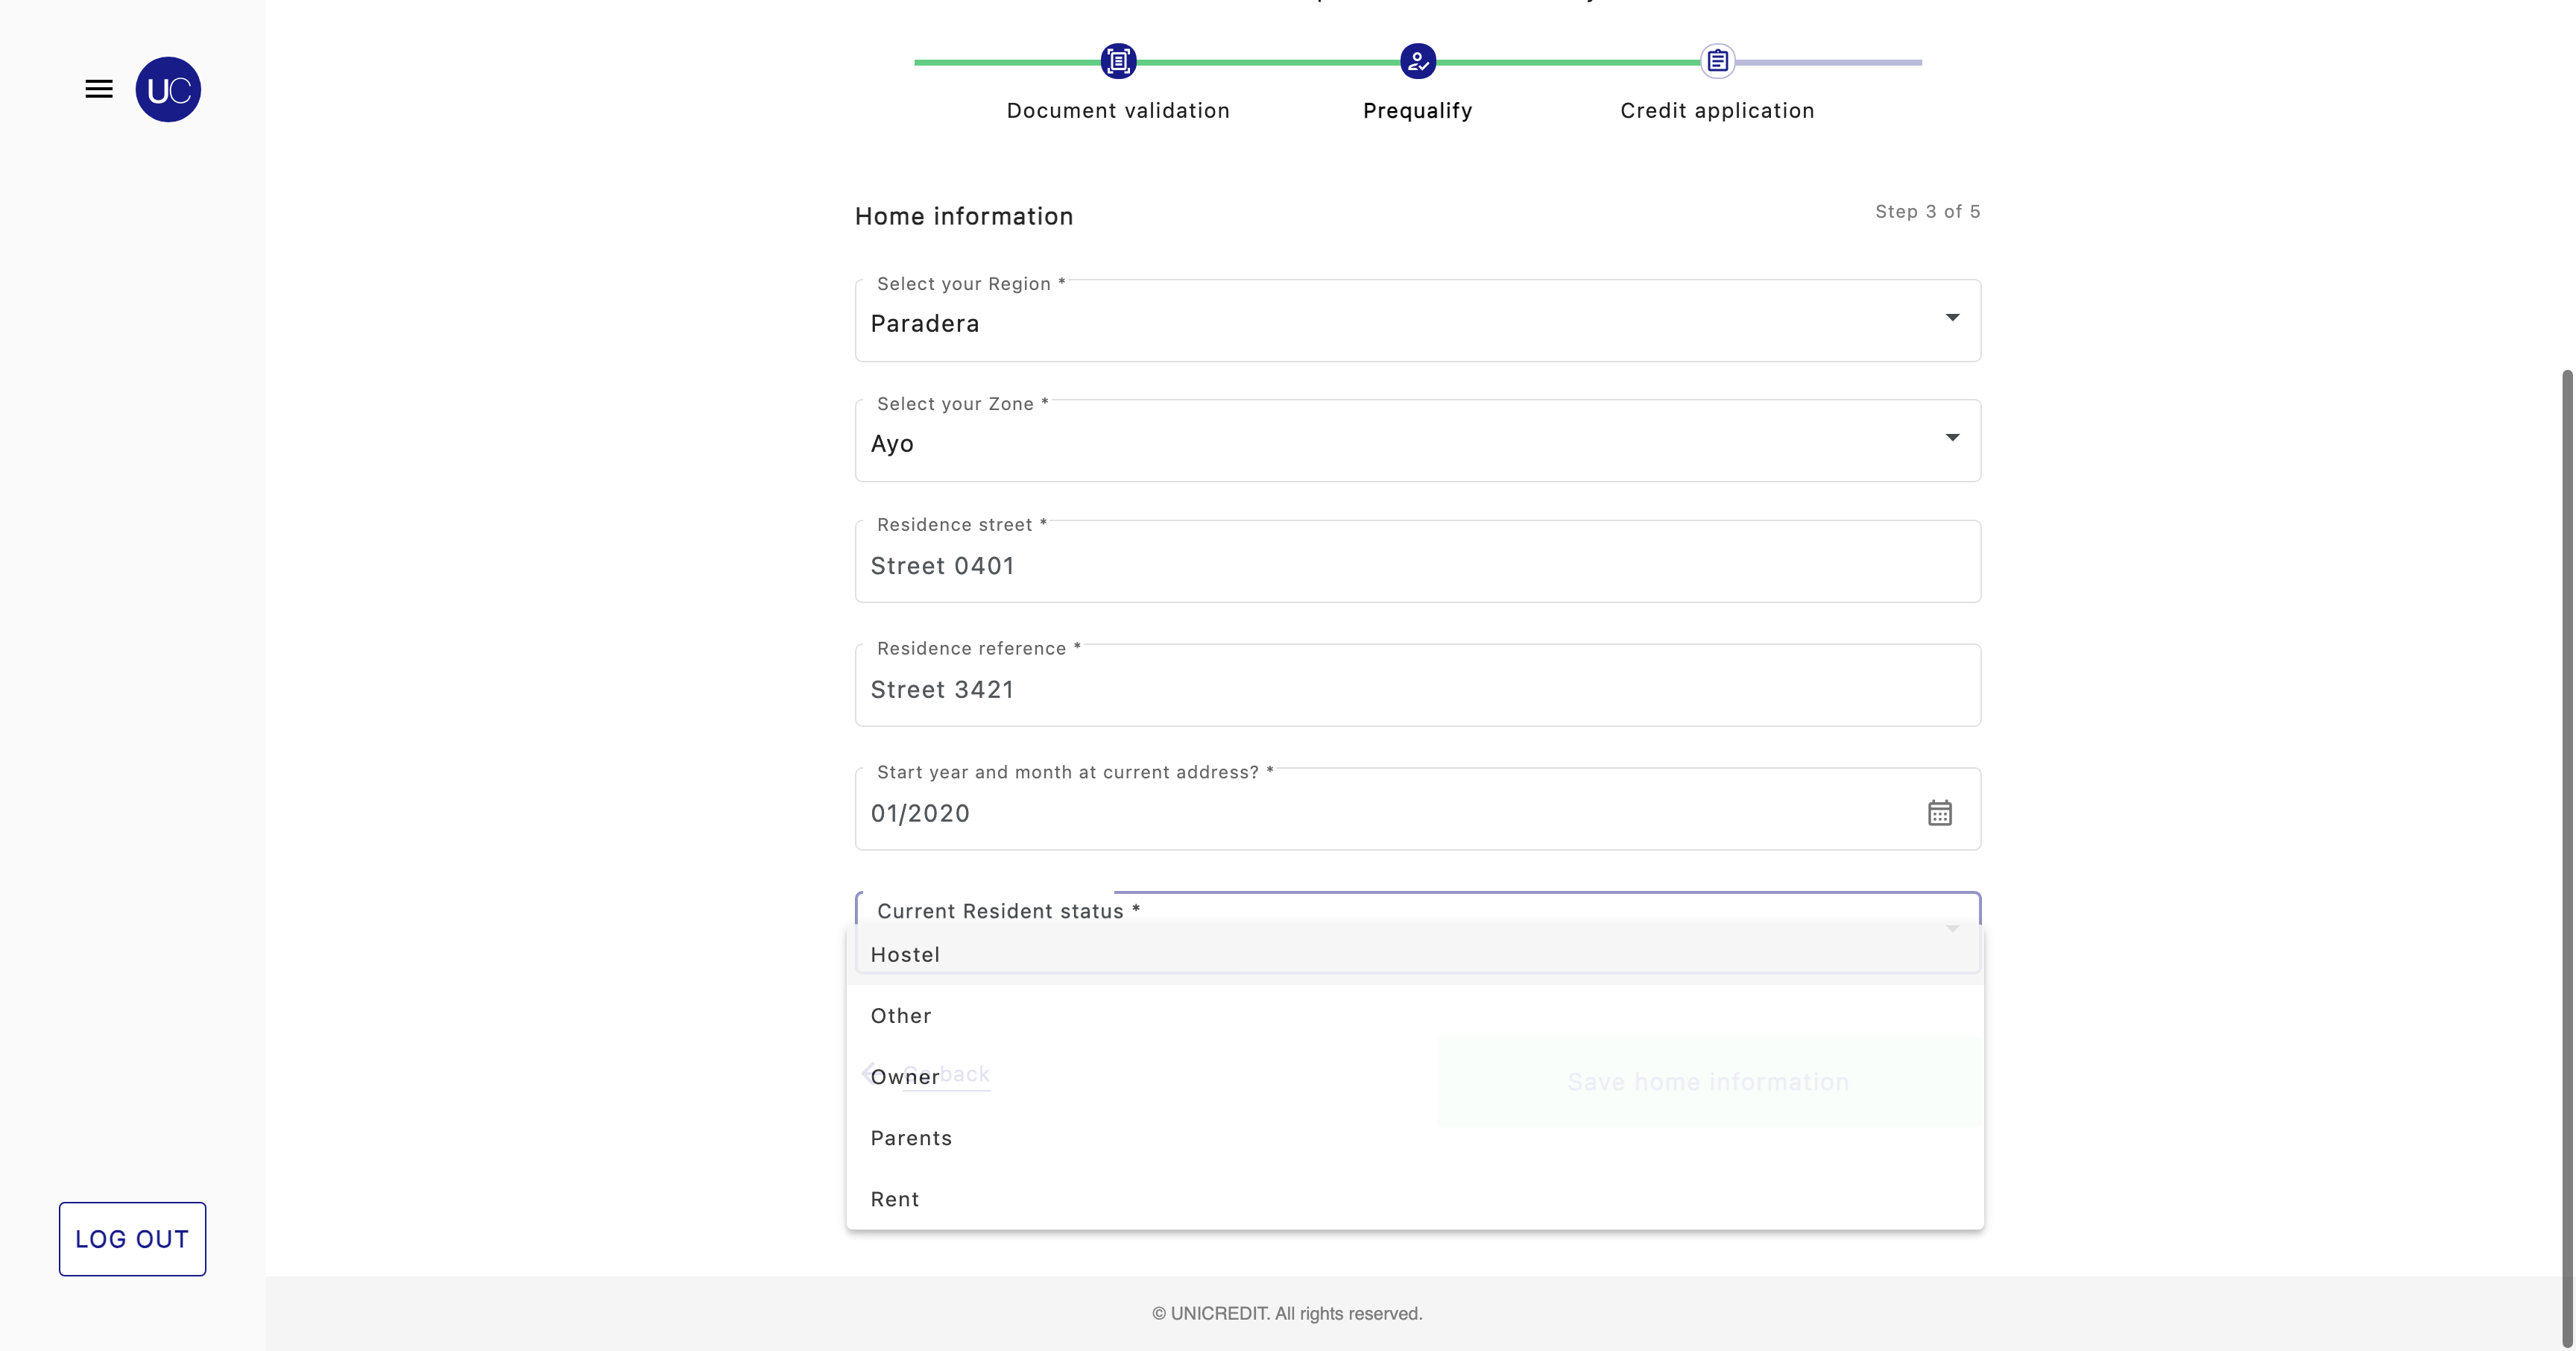 UC
Document validation
Prequalify
Credit application
Home information
Step 3 of 5
Select your Region *
Paradera
Select your Zone *
Ayo
Residence street *
Street 0401
Residence reference *
Street 3421
Start year and month at current address? *
01/2020
Current Resident status *
Hostel
Other
Go back
Owner
Save home information
Parents
Rent
LOG OUT
© UNICREDIT. All rights reserved.